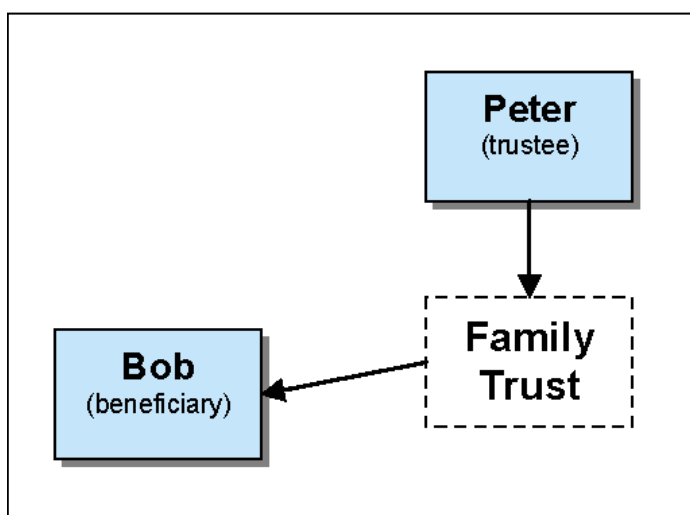 Peter
(trustee)
Family
Trust
Bob
(beneficiary)